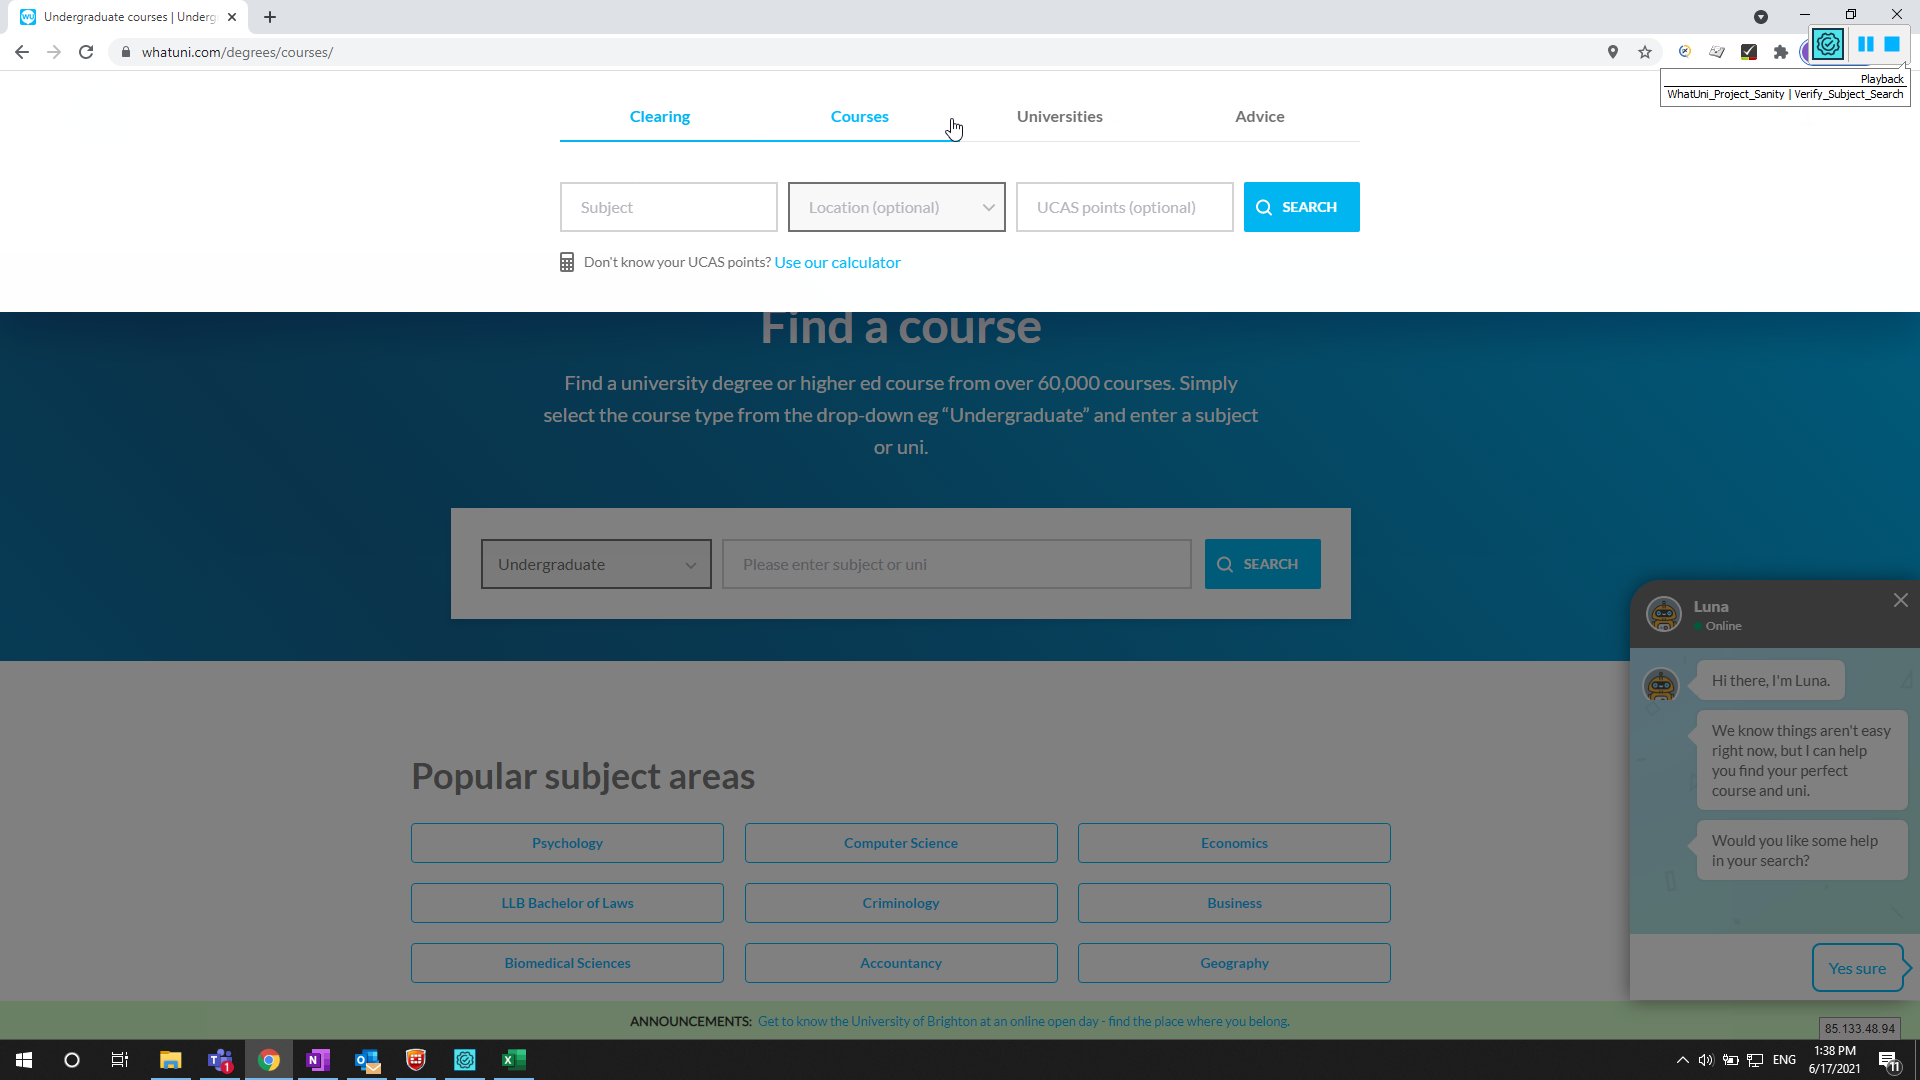 Undergraduate courses | Underg
whatuni.com/degrees/courses/
Playback
WhatUni_Project_Sanity | Verify_Subject_Search
Clearing
Courses
Universities
Advice
Subject
Location (optional)
UCAS points (optional)
SEARCH
Don't know your UCAS points? Use our calculator
Find a course
Find a university degree or higher ed course from over 60,000 courses. Simply
select the course type from the drop-down eg “Undergraduate” and enter a subject
or uni.
Undergraduate
Please enter subject or uni
SEARCH
Luna
Online
Hi there, I'm Luna.
We know things aren't easy
right now, but I can help
you find your perfect
course and uni.
Would you like some help
in your search?
Yes sure
Popular subject areas
Psychology
Computer Science
Economics
LLB Bachelor of Laws
Criminology
Business
Biomedical Sciences
Accountancy
Geography
ANNOUNCEMENTS: Get to know the University of Brighton at an online open day - find the place where you belong.
85.133.48.94
ENG
1:38 PM
6/17/2021
11